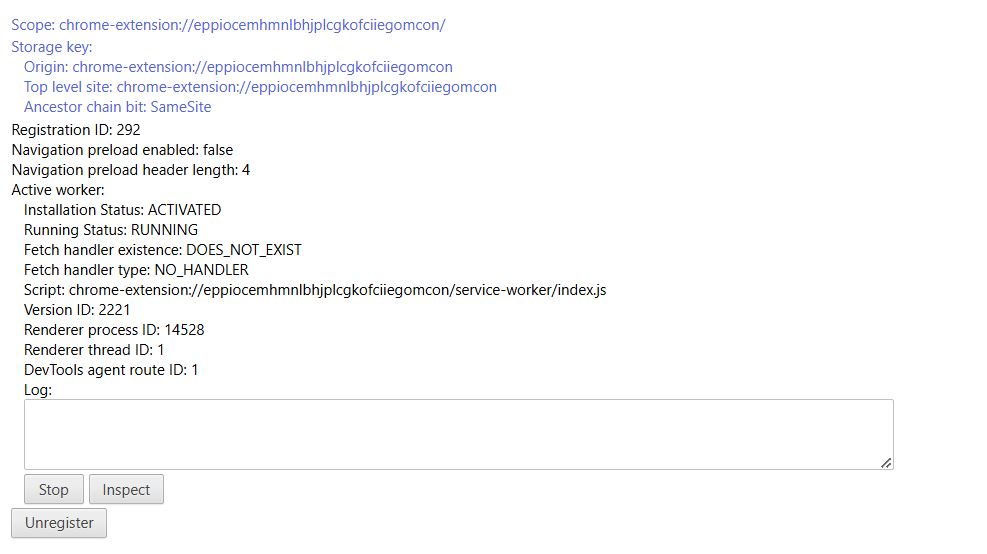 Scope: chrome-extension://eppiocemhmnlbhjplcgkofciiegomcon/
Storage key:
Origin: chrome-extension://eppiocemhmnlbhjplcgkofciiegomcon
Top level site: chrome-extension://eppiocemhmnlbhjplcgkofciiegomcon
Ancestor chain bit: SameSite
Registration ID: 292
Navigation preload enabled: false
Navigation preload header length: 4
Active worker:
Installation Status: ACTIVATED
Running Status: RUNNING
Fetch handler existence: DOES_NOT_EXIST
Fetch handler type: NO_HANDLER
Script: chrome-extension://eppiocemhmnlbhjplcgkofciiegomcon/service-worker/index.js
Version ID: 2221
Renderer process ID: 14528
Renderer thread ID: 1
DevTools agent route ID: 1
Log:
Stop Inspect
Unregister